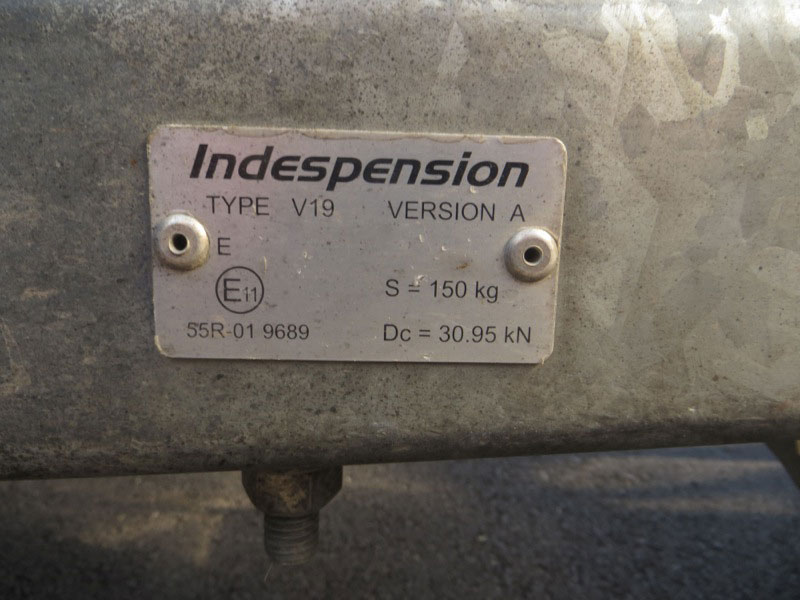 Indespension
TYPE V19 VERSION A
E
E11 S = 150 kg
55R-01 9689 Dc = 30.95 kN